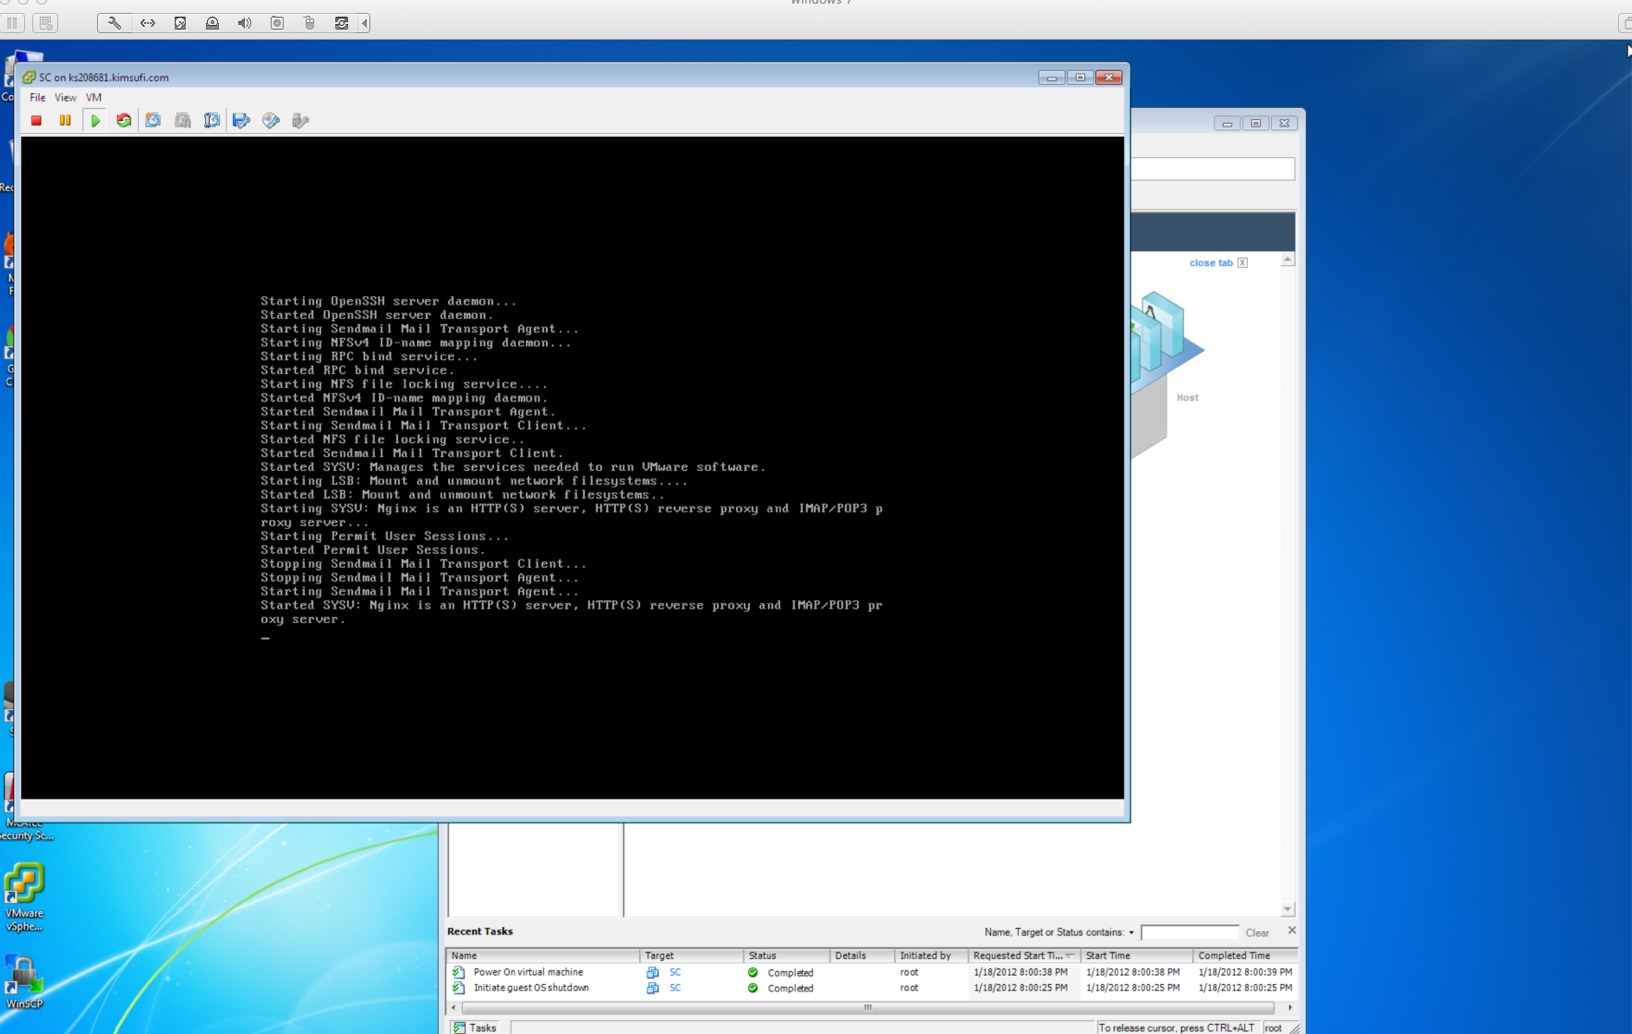 SC on ks208681.kimsufi.com
File View VM
close tab
Host
Starting OpenSSH server daemon...
Started OpenSSH server daemon.
Starting Sendmail Mail Transport Agent...
Starting NFSv4 ID-name mapping daemon...
Starting RPC bind service...
Started RPC bind service.
Starting NFS file locking service....
Started NFSv4 ID-name mapping daemon.
Started Sendmail Mail Transport Agent.
Starting Sendmail Mail Transport Client...
Started NFS file locking service..
Started Sendmail Mail Transport Client.
Started SYSV: Manages the services needed to run VMware software.
Starting LSB: Mount and unmount network filesystems....
Started LSB: Mount and unmount network filesystems..
Starting SYSV: Nginx is an HTTP(S) server, HTTP(S) reverse proxy and IMAP/POP3 p
roxy server...
Starting Permit User Sessions...
Started Permit User Sessions.
Stopping Sendmail Mail Transport Client...
Stopping Sendmail Mail Transport Agent...
Starting Sendmail Mail Transport Agent...
Started SYSV: Nginx is an HTTP(S) server, HTTP(S) reverse proxy and IMAP/POP3 pr
oxy server.
VMware
vSphe...
WinSCP
Recent Tasks
Name, Target or Status contains:
Clear
Name Target Status Details Initiated by Requested Start Ti... Start Time Completed Time
Power On virtual machine SC Completed root 1/18/2012 8:00:38 PM 1/18/2012 8:00:38 PM 1/18/2012 8:00:39 PM
Initiate guest OS shutdown SC Completed root 1/18/2012 8:00:25 PM 1/18/2012 8:00:25 PM 1/18/2012 8:00:25 PM
Tasks
To release cursor, press CTRL+ALT root